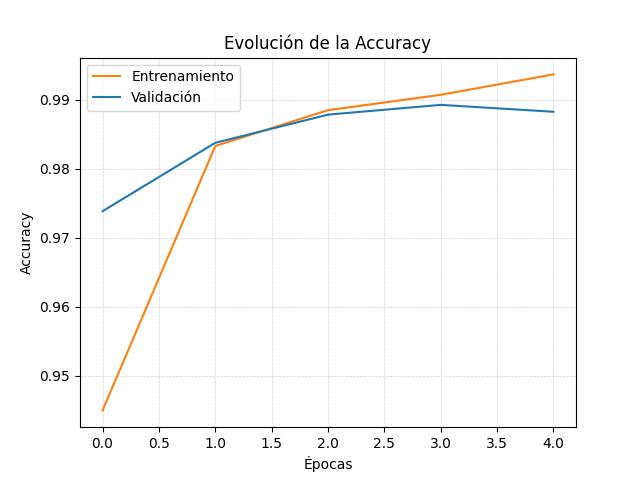 Evolución de la Accuracy
Entrenamiento
Validación
0.99
0.98
0.97
0.96
0.95
Accuracy
0.0 0.5 1.0 1.5 2.0 2.5 3.0 3.5 4.0
Épocas